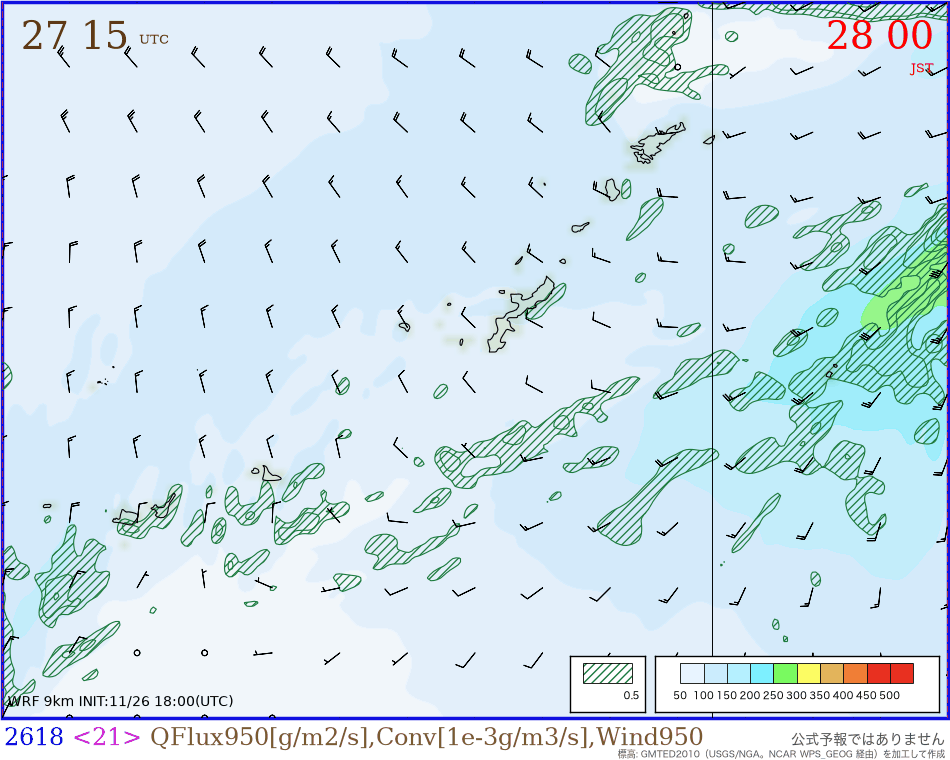 27 15 UTC
28 00
JST
0.5
50 100 150 200 250 300 350 400 450 500
WRF 9km INIT:11/26 18:00(UTC)
2618 <21> QFlux950[g/m2/s],Conv[1e-3g/m3/s],Wind950
公式予報ではありません
標高: GMTED2010（USGS/NGA。NCAR WPS_GEOG 経由）を加工して作成